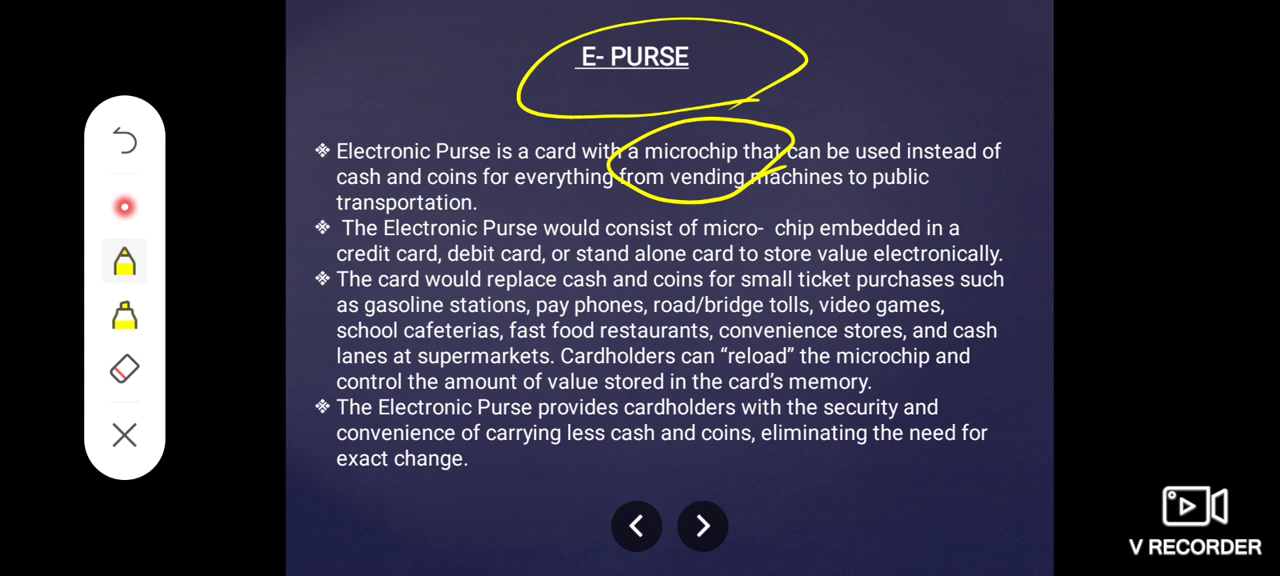 E- PURSE
❖ Electronic Purse is a card with a microchip that can be used instead of
cash and coins for everything from vending machines to public
transportation.
❖ The Electronic Purse would consist of micro- chip embedded in a
credit card, debit card, or stand alone card to store value electronically.
❖ The card would replace cash and coins for small ticket purchases such
as gasoline stations, pay phones, road/bridge tolls, video games,
school cafeterias, fast food restaurants, convenience stores, and cash
lanes at supermarkets. Cardholders can “reload” the microchip and
control the amount of value stored in the card’s memory.
❖ The Electronic Purse provides cardholders with the security and
convenience of carrying less cash and coins, eliminating the need for
exact change.
V RECORDER